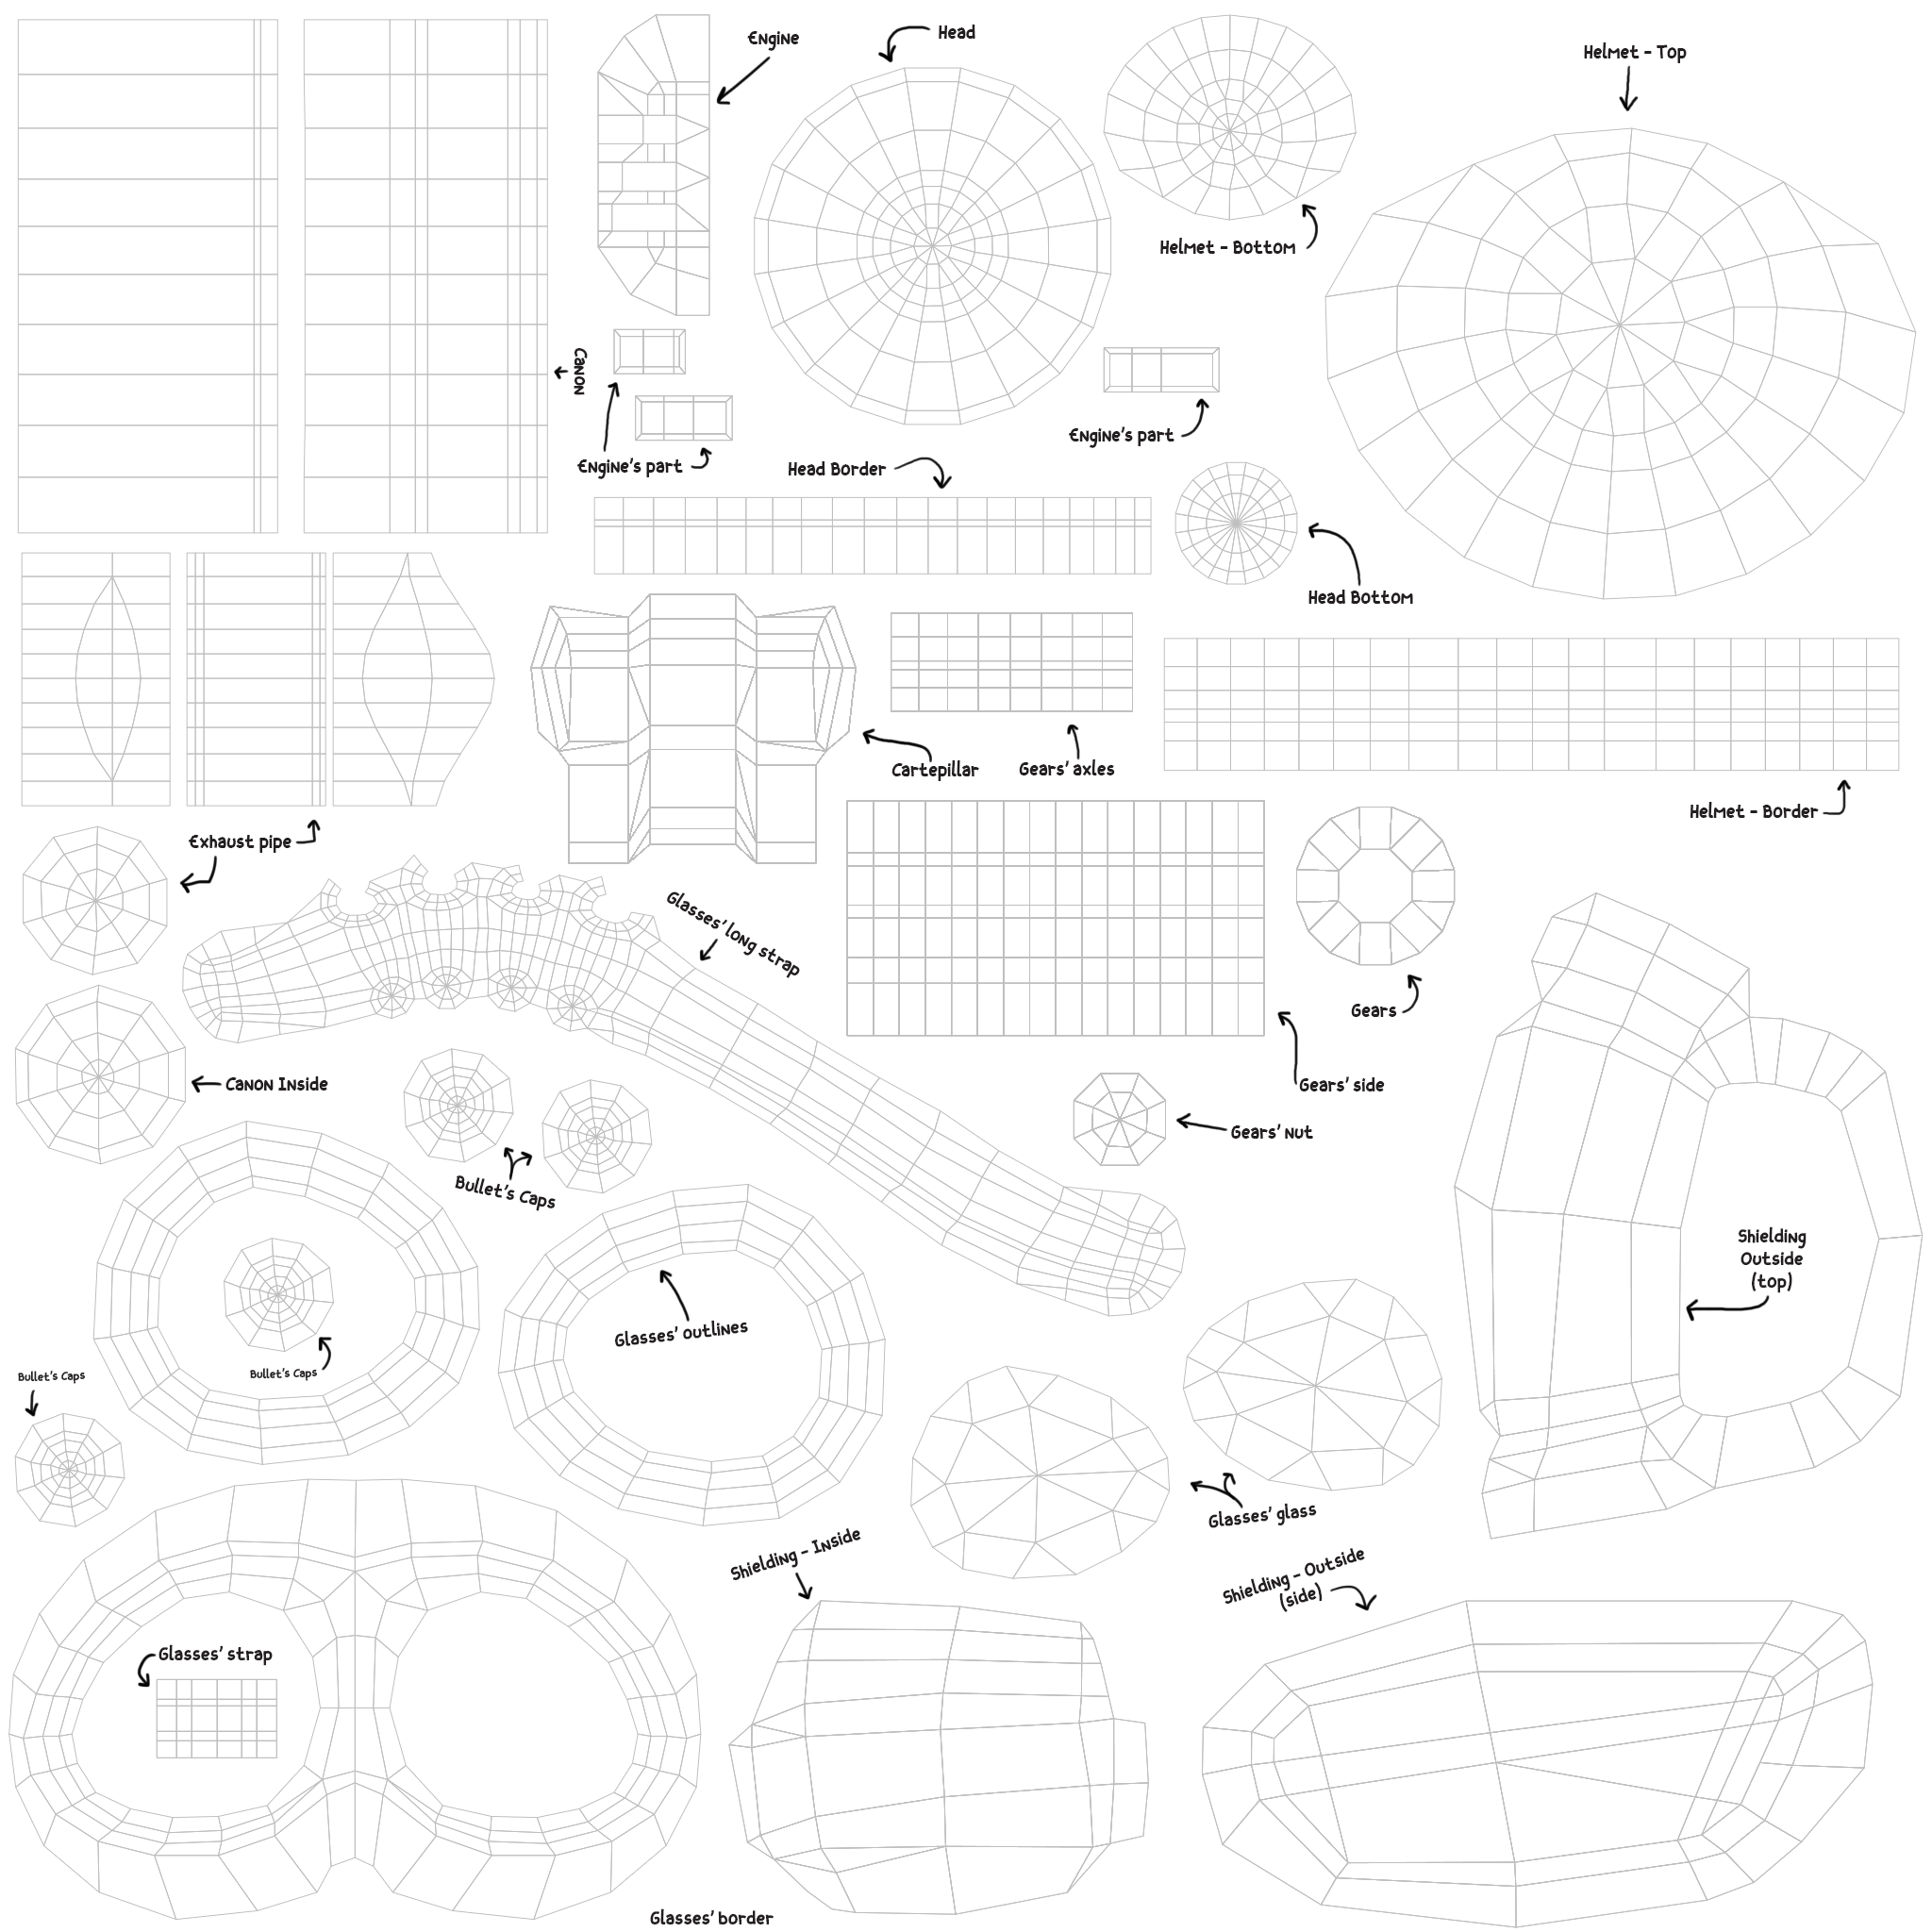 Engine
Head
Helmet - Top
Helmet - Bottom
Canon
Engine's part
Engine's part
Head Border
Head Bottom
Cartepillar
Gears' axles
Helmet - Border
Exhaust pipe
Glasses' long strap
Gears
Canon Inside
Gears' side
Gears' nut
Bullet's Caps
Shielding
Outside
(top)
Glasses' outlines
Bullet's Caps
Bullet's Caps
Glasses' glass
Shielding - Inside
Shielding - Outside
(side)
Glasses' strap
Glasses' border